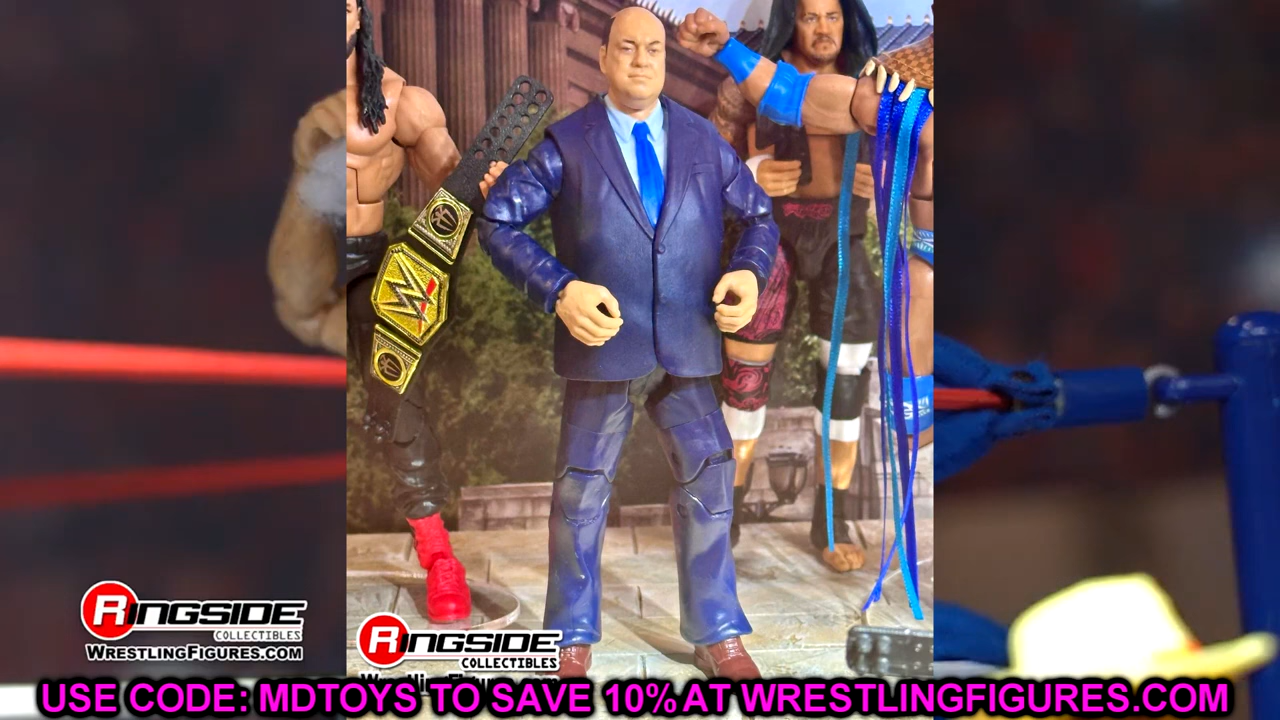 RINGSIDE
COLLECTIBLES
WRESTLINGFIGURES.COM
RINGSIDE
COLLECTIBLES
USE CODE: MDTOYS TO SAVE 10% AT WRESTLINGFIGURES.COM